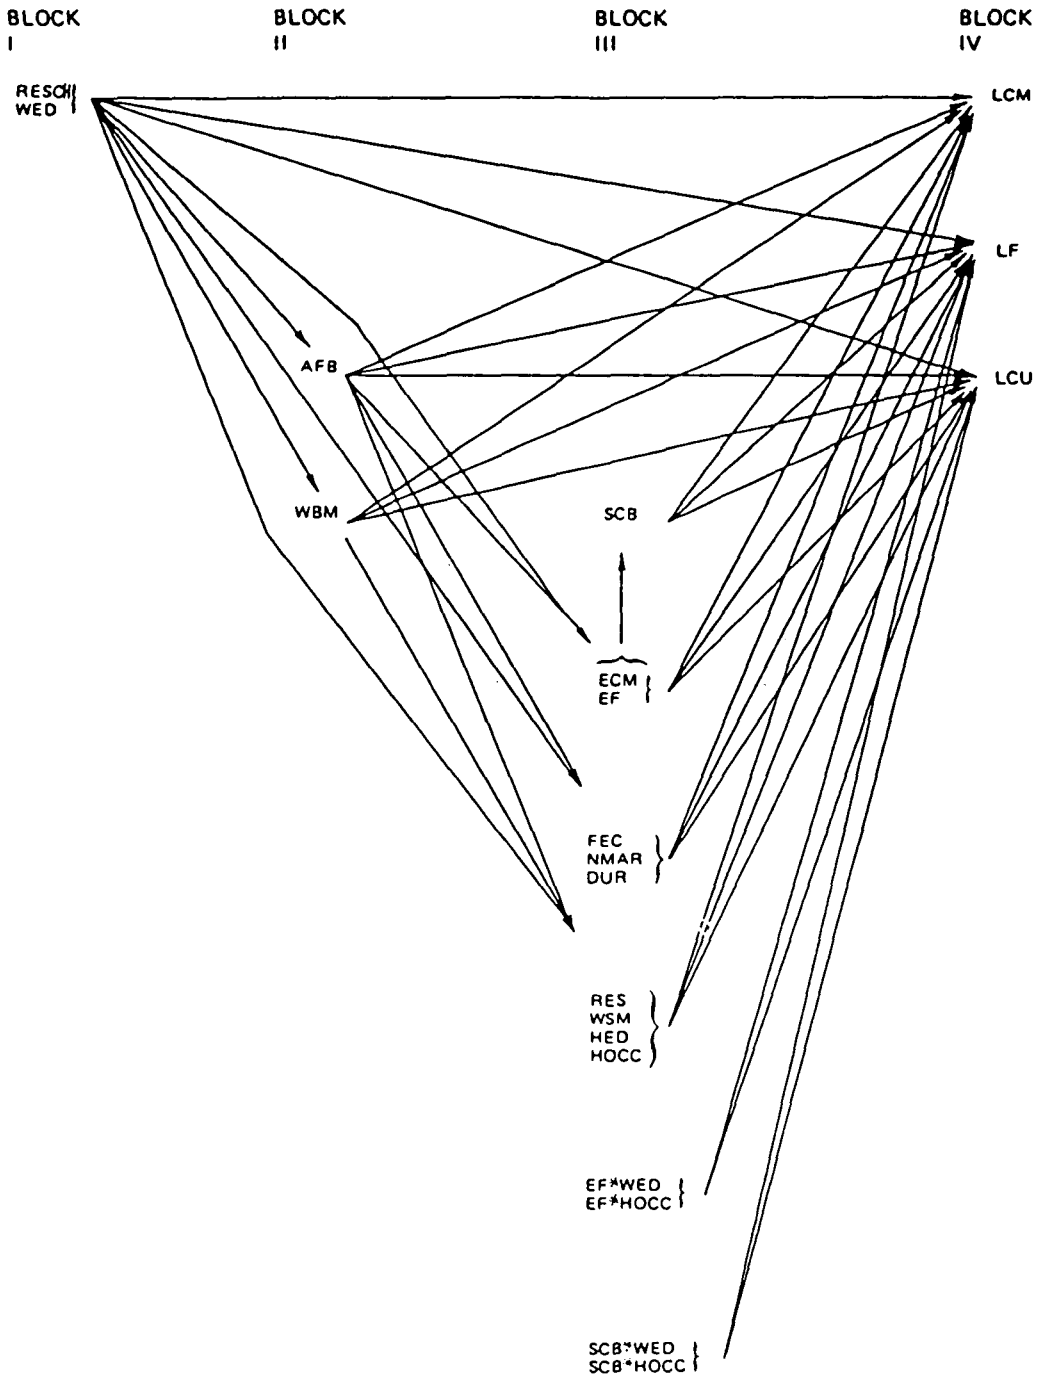 BLOCK I
BLOCK II
BLOCK III
BLOCK IV
RESCH
WED
LCM
LF
AFB
LCU
WBM
SCB
ECM
EF
FEC
NMAR
DUR
RES
WSM
HED
HOCC
EF*WED
EF*HOCC
SCB*WED
SCB*HOCC